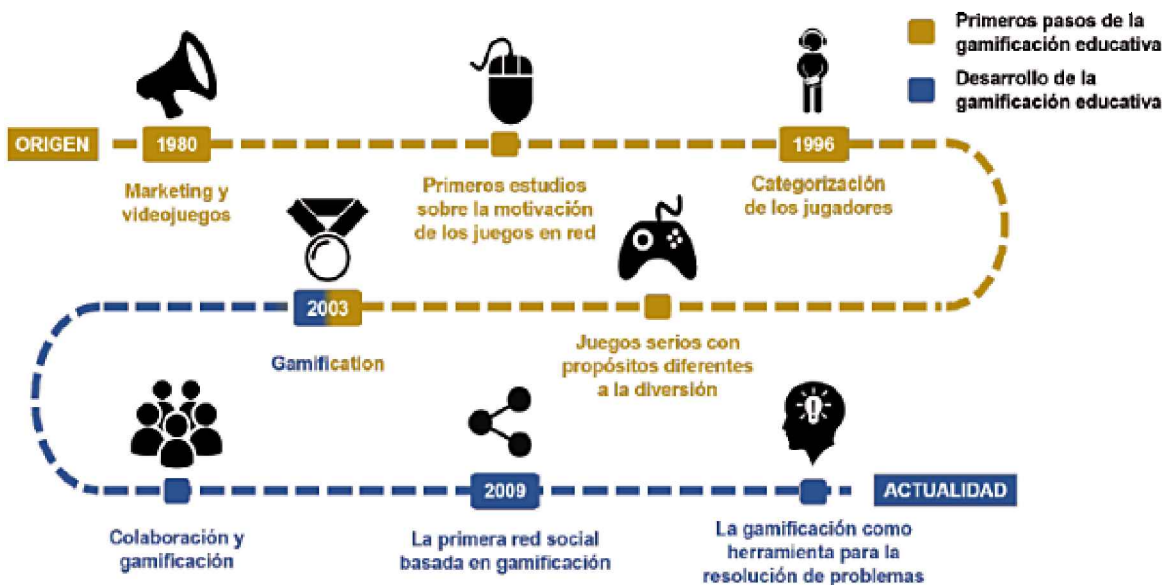 Primeros pasos de la
gamificación educativa
Desarrollo de la
gamificación educativa
ORIGEN
1980
1996
Marketing y
videojuegos
Primeros estudios
sobre la motivación
de los juegos en red
Categorización
de los jugadores
2003
Gamification
Juegos serios con
propósitos diferentes
a la diversión
2009
ACTUALIDAD
Colaboración y
gamificación
La primera red social
basada en gamificación
La gamificación como
herramienta para la
resolución de problemas